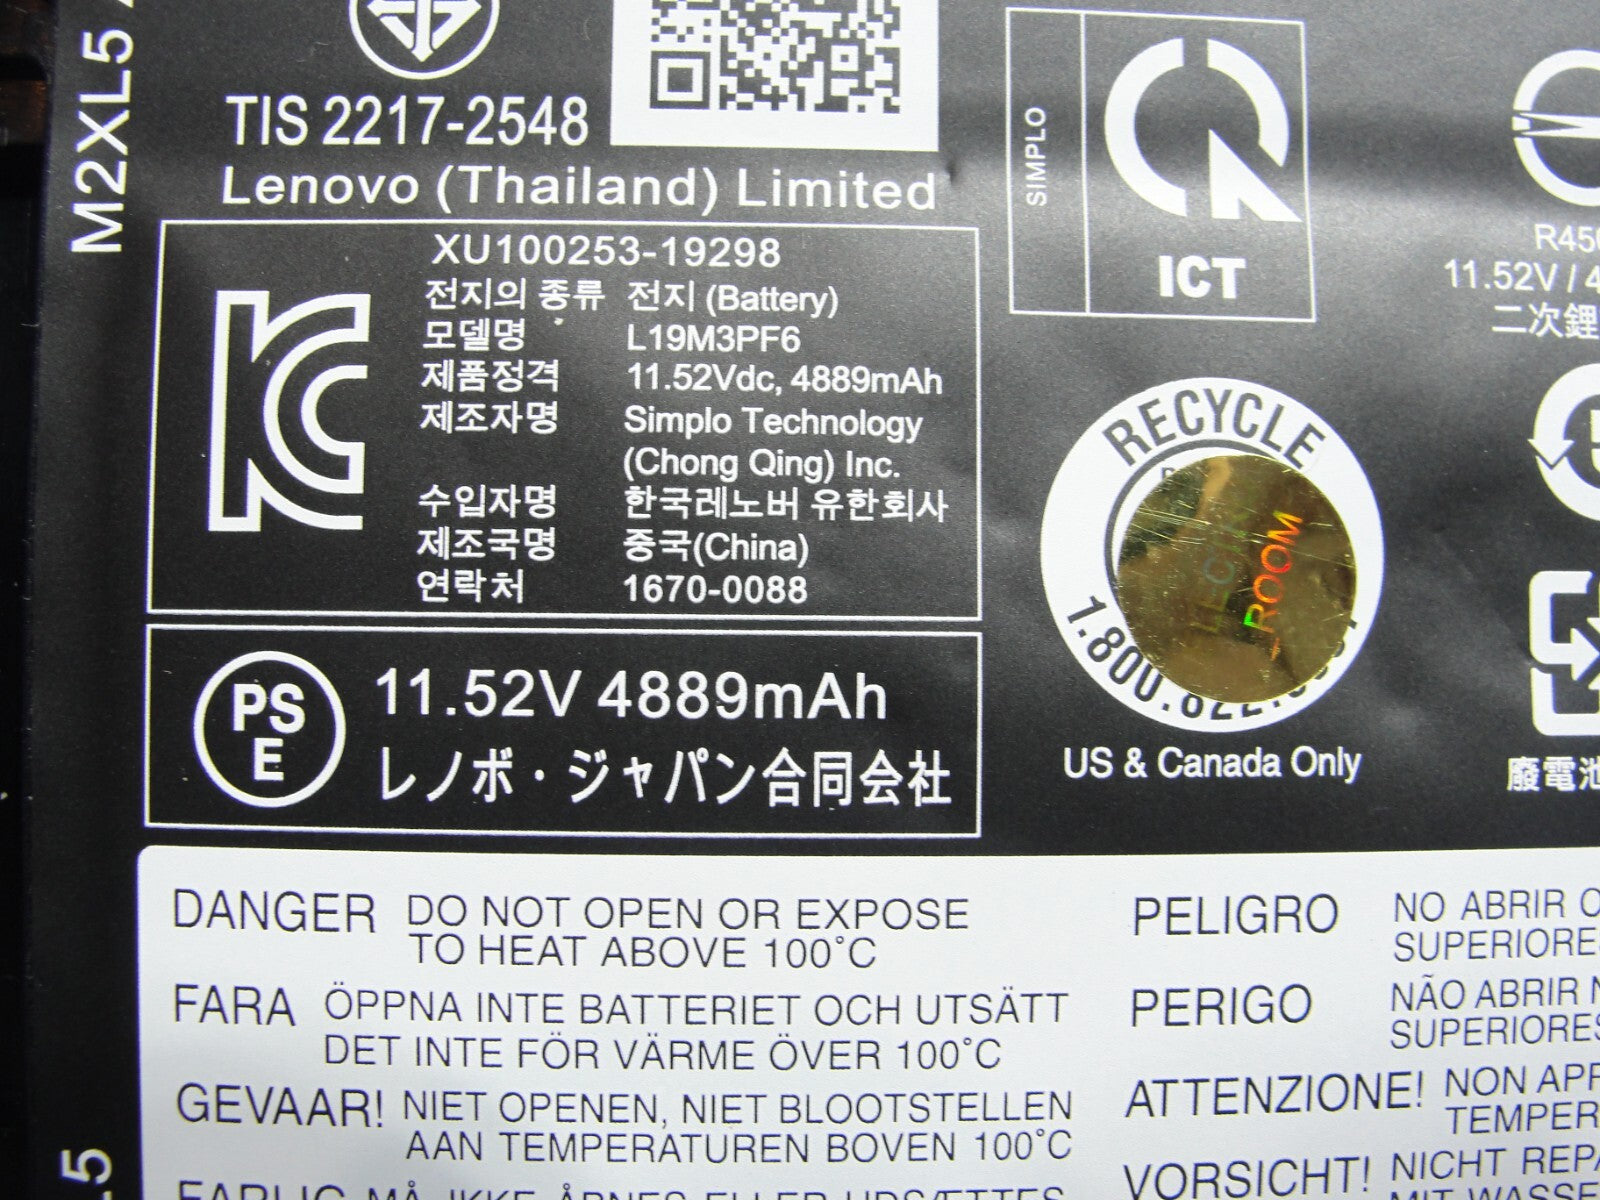 M2XL5
TIS 2217-2548
Lenovo (Thailand) Limited
XU100253-19298
전지의 종류 전지 (Battery)
모델명 L19M3PF6
제품정격 11.52Vdc, 4889mAh
제조자명 Simplo Technology
(Chong Qing) Inc.
수입자명 한국레노버 유한회사
제조국명 중국(China)
연락처 1670-0088
PS
E
11.52V 4889mAh
レノボ・ジャパン合同会社
SIMPLO
ICT
11.52V /
二次鋰
RECYCLE
ROOM
US & Canada Only
廢電池
DANGER DO NOT OPEN OR EXPOSE
TO HEAT ABOVE 100°C
FARA ÖPPNA INTE BATTERIET OCH UTSÄTT
DET INTE FÖR VÄRME ÖVER 100°C
GEVAAR! NIET OPENEN, NIET BLOOTSTELLEN
AAN TEMPERATUREN BOVEN 100°C
PELIGRO NO ABRIR
PERIGO NÃO ABRIR
ATTENZIONE! NON
VORSICHT! NICHT